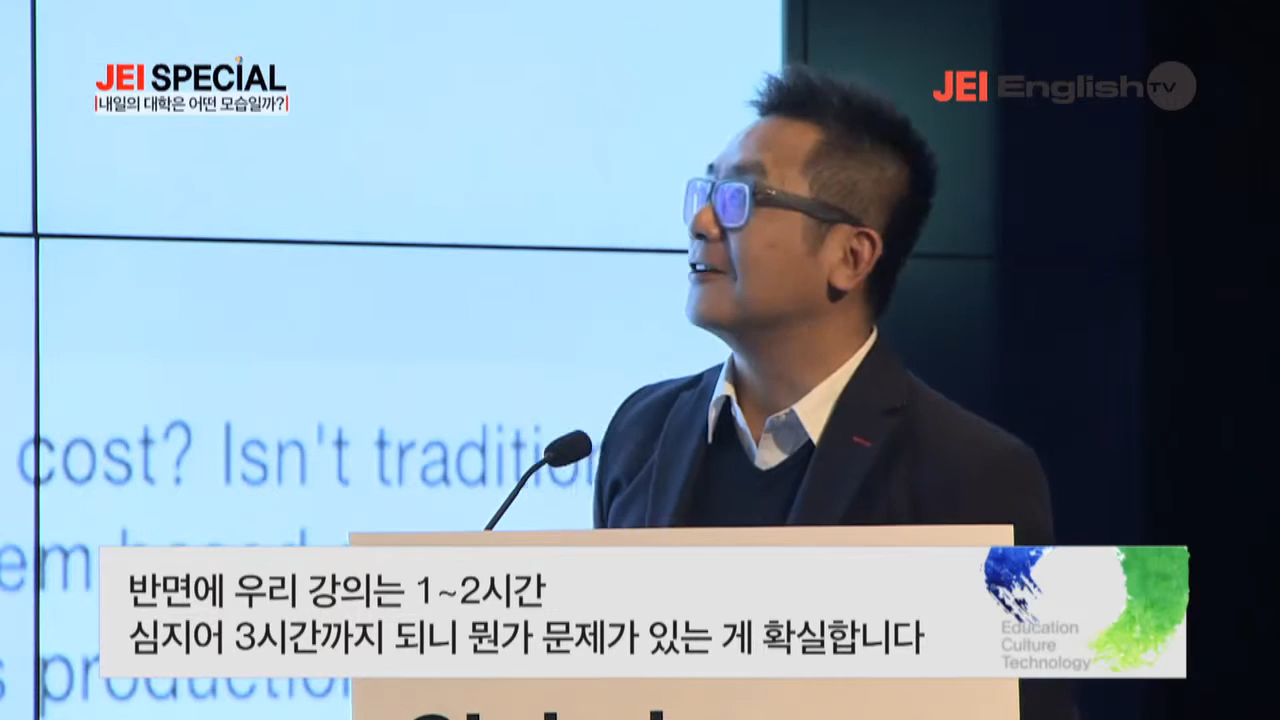 JEI SPECIAL
내일의 대학은 어떤 모습일까?
JEI English TV
cost? Isn't
반면에 우리 강의는 1~2시간
심지어 3시간까지 되니 뭔가 문제가 있는 게 확실합니다
Education
Culture
Technology